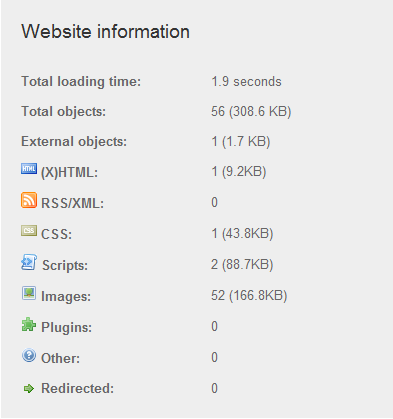 Website information
Total loading time: 1.9 seconds
Total objects: 56 (308.6 KB)
External objects: 1 (1.7 KB)
HTML (X)HTML: 1 (9.2KB)
RSS/XML: 0
CSS CSS: 1 (43.8KB)
Scripts: 2 (88.7KB)
Images: 52 (166.8KB)
Plugins: 0
Other: 0
Redirected: 0